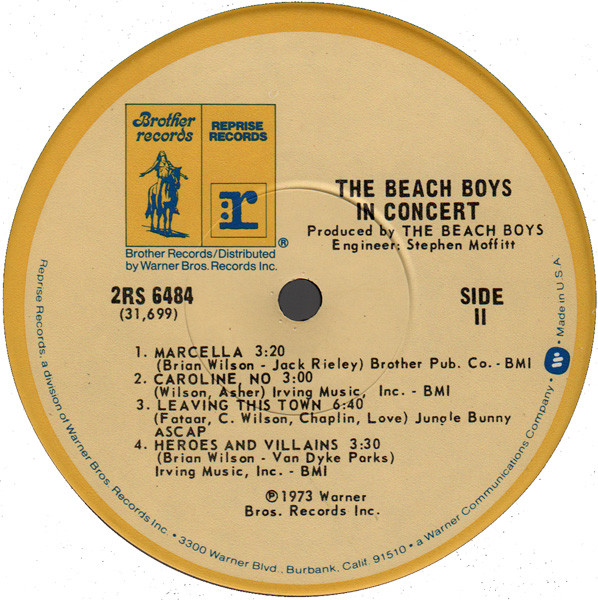 Brother
records
REPRISE
RECORDS
r
®
Brother Records/Distributed
by Warner Bros. Records Inc.
THE BEACH BOYS
IN CONCERT
Produced by THE BEACH BOYS
Engineer: Stephen Moffitt
2RS 6484
(31,699)
SIDE
II
1. MARCELLA 3:20
(Brian Wilson - Jack Rieley) Brother Pub. Co. - BMI
2. CAROLINE, NO 3:00
(Wilson, Asher) Irving Music, Inc. - BMI
3. LEAVING THIS TOWN 6:40
(Fataar, C. Wilson, Chaplin, Love) Jungle Bunny
ASCAP
4. HEROES AND VILLAINS 3:30
(Brian Wilson - Van Dyke Parks)
Irving Music, Inc. - BMI
℗1973 Warner
Bros. Records Inc.
Reprise Records, a division of Warner Bros. Records Inc. • 3300 Warner Blvd., Burbank, Calif. 91510 • a Warner Communications Company • W • Made in U.S.A.